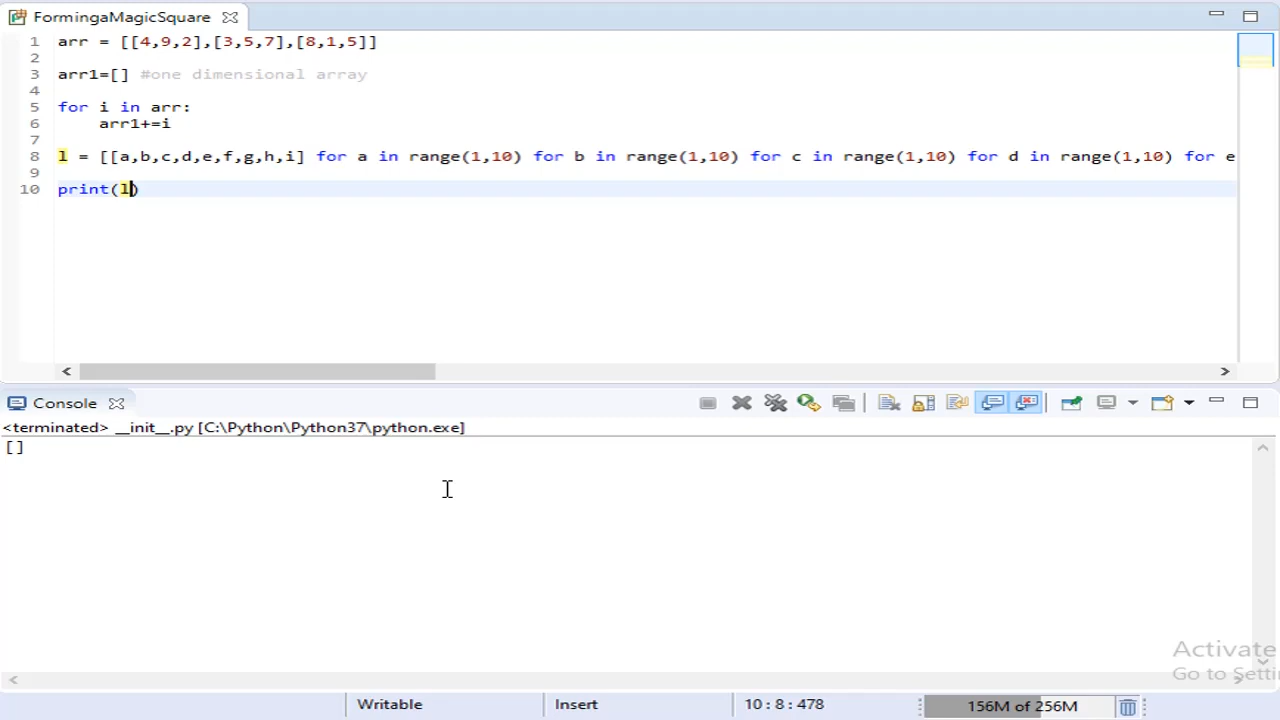 FormingaMagicSquare
1 arr = [[4,9,2],[3,5,7],[8,1,5]]
2
3 arr1=[] #one dimensional array
4
5 for i in arr:
6 arr1+=i
7
8 l = [[a,b,c,d,e,f,g,h,i] for a in range(1,10) for b in range(1,10) for c in range(1,10) for d in range(1,10) for e
9
10 print(l)
Console
<terminated> __init__.py [C:\Python\Python37\python.exe]
[]
Activate
Go to Setti
Writable Insert 10:8:478 156M of 256M